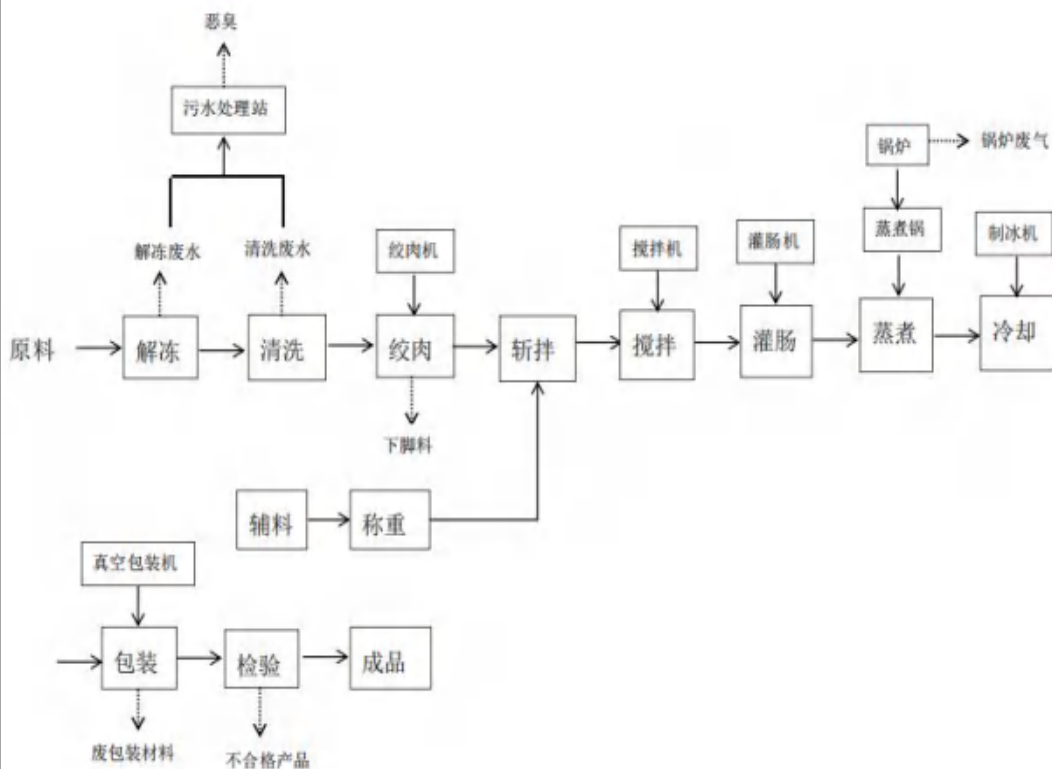 恶臭
污水处理站
锅炉
锅炉废气
解冻废水
清洗废水
绞肉机
搅拌机
灌肠机
蒸煮锅
制冰机
原料
解冻
清洗
绞肉
斩拌
搅拌
灌肠
蒸煮
冷却
下脚料
辅料
称重
真空包装机
包装
检验
成品
废包装材料
不合格产品